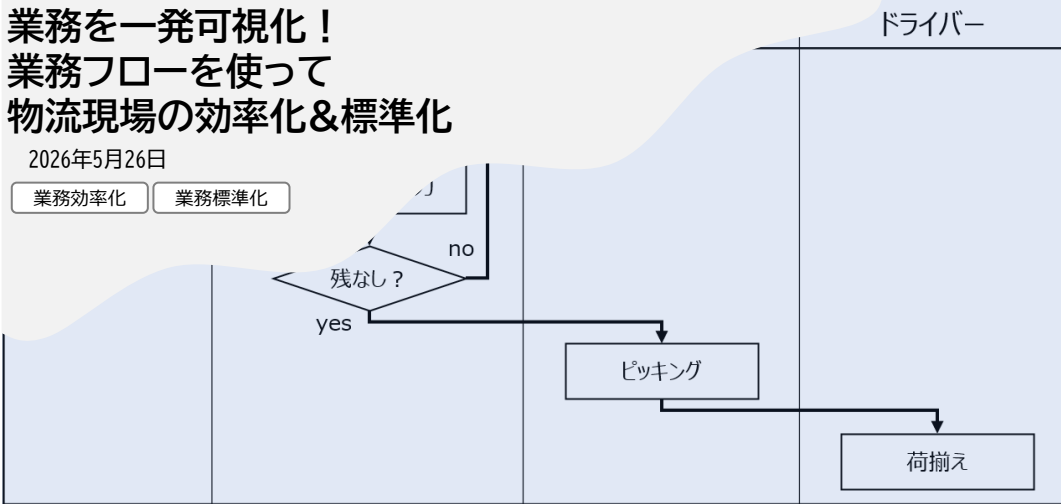 業務を一発可視化！
業務フローを使って
物流現場の効率化&標準化
2026年5月26日
業務効率化
業務標準化
ドライバー
no
残なし？
yes
ピッキング
荷揃え